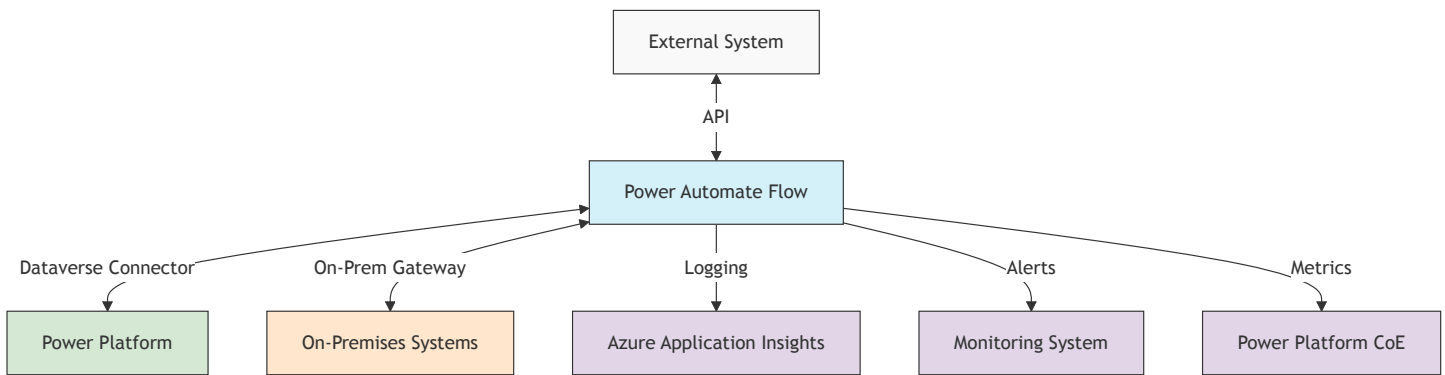 External System
API
Power Automate Flow
Dataverse Connector
On-Prem Gateway
Logging
Alerts
Metrics
Power Platform
On-Premises Systems
Azure Application Insights
Monitoring System
Power Platform CoE